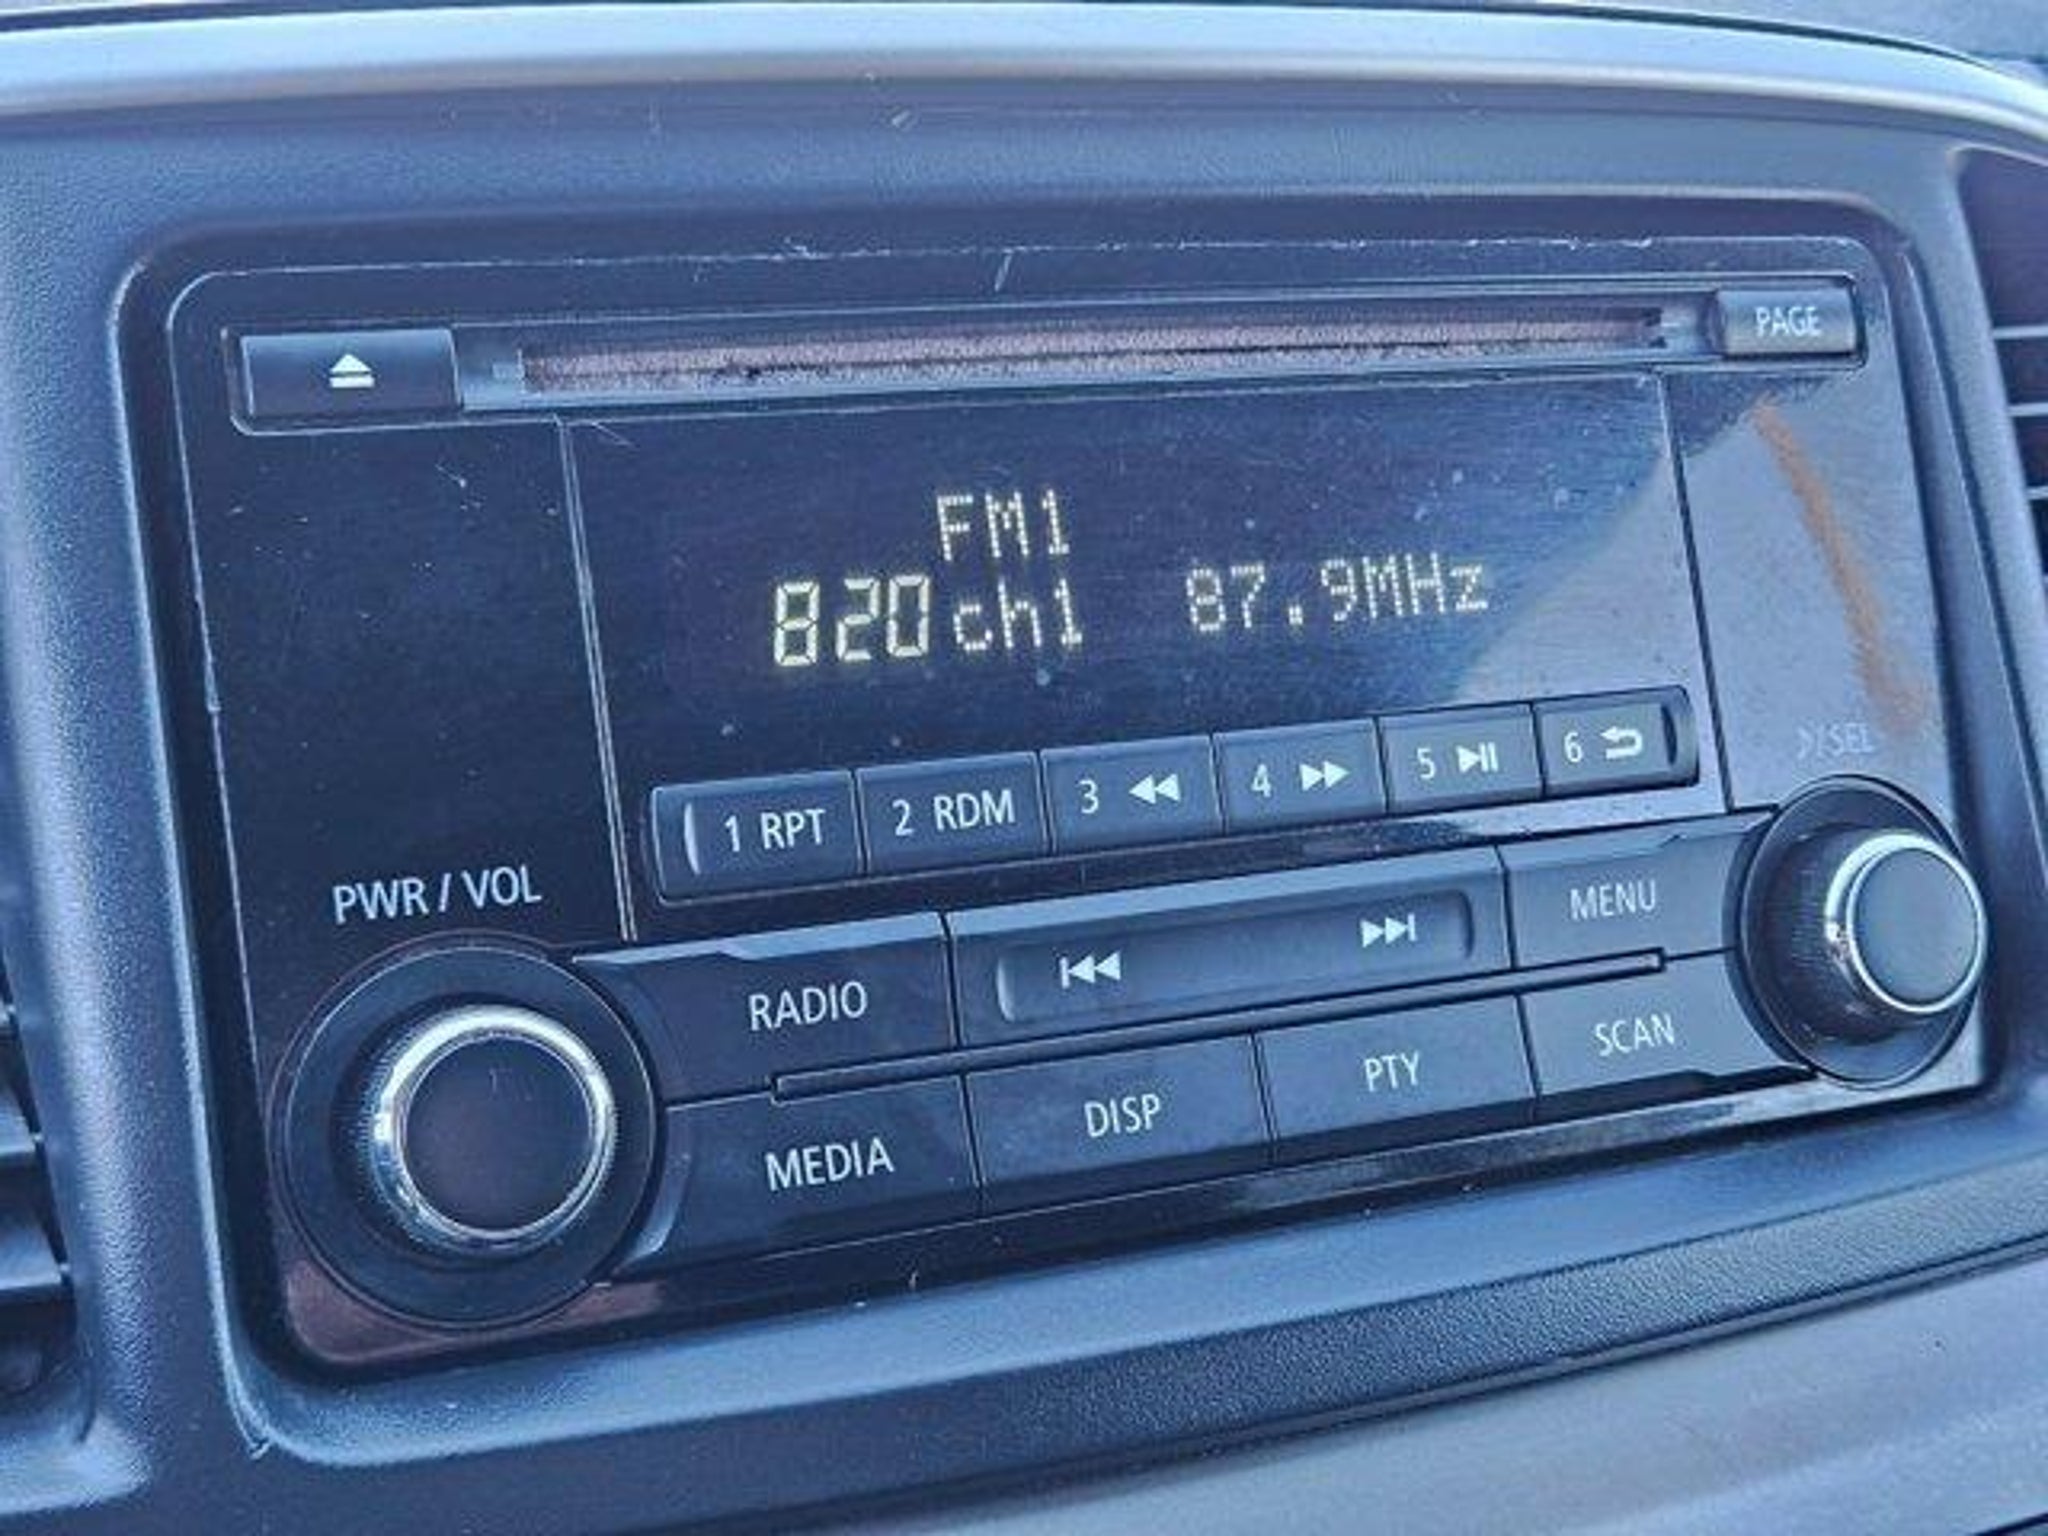 PAGE
FM1
820 ch1 87.9MHz
SEL
1 RPT 2 RDM 3 4 5 6
PWR / VOL
RADIO
MENU
MEDIA
DISP
PTY
SCAN